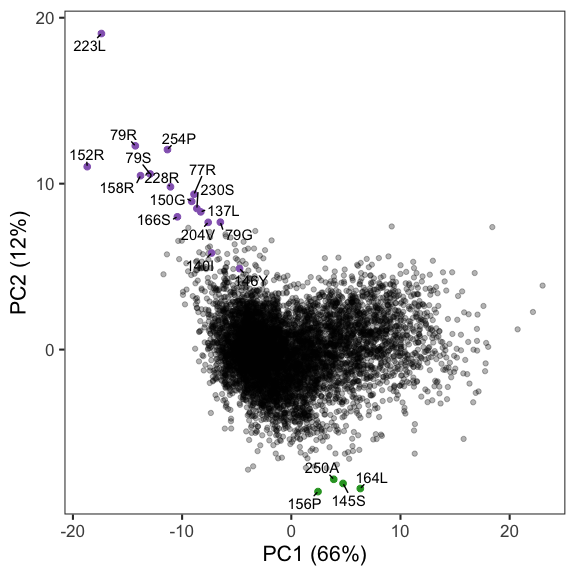 20
223L
79R
254P
152R
79S
77R
158R
228R
230S
150G
166S
137L
204V
79G
10
140I
146Y
0
250A
164L
156P
145S
PC2 (12%)
-20
-10
0
10
20
PC1 (66%)